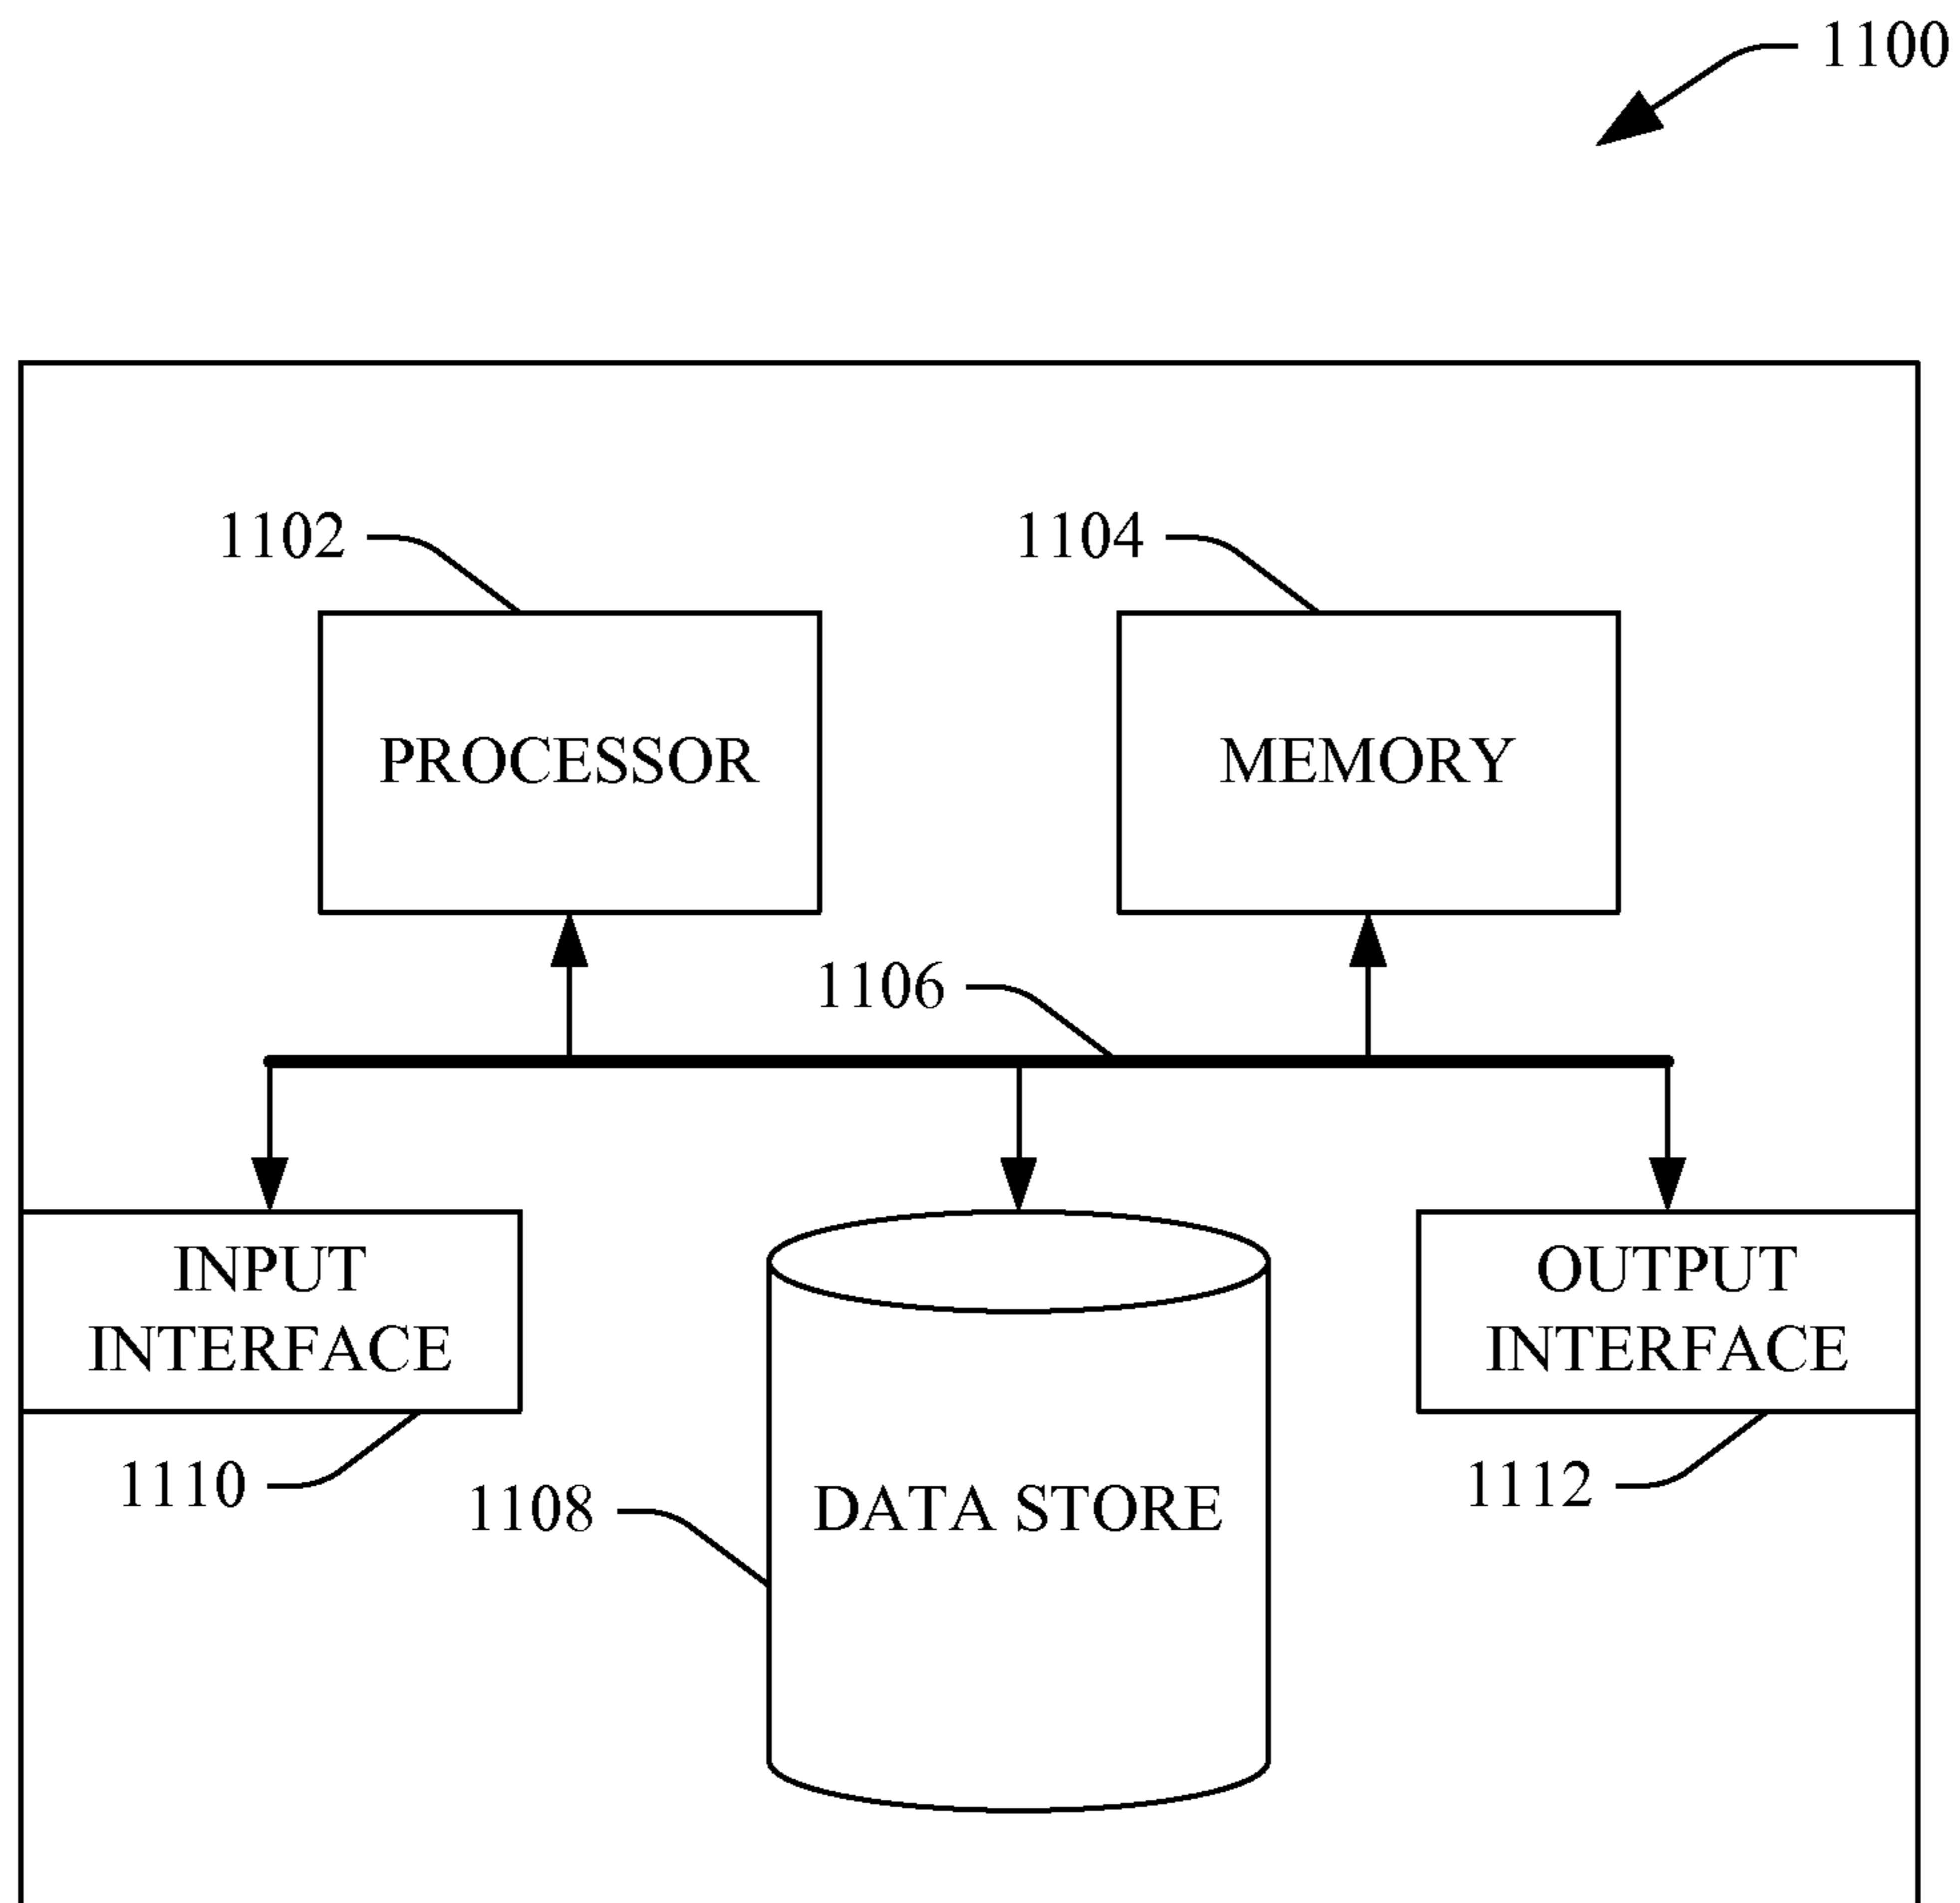 1100
1102
1104
PROCESSOR
MEMORY
1106
INPUT
INTERFACE
OUTPUT
INTERFACE
1110
1108
DATA STORE
1112